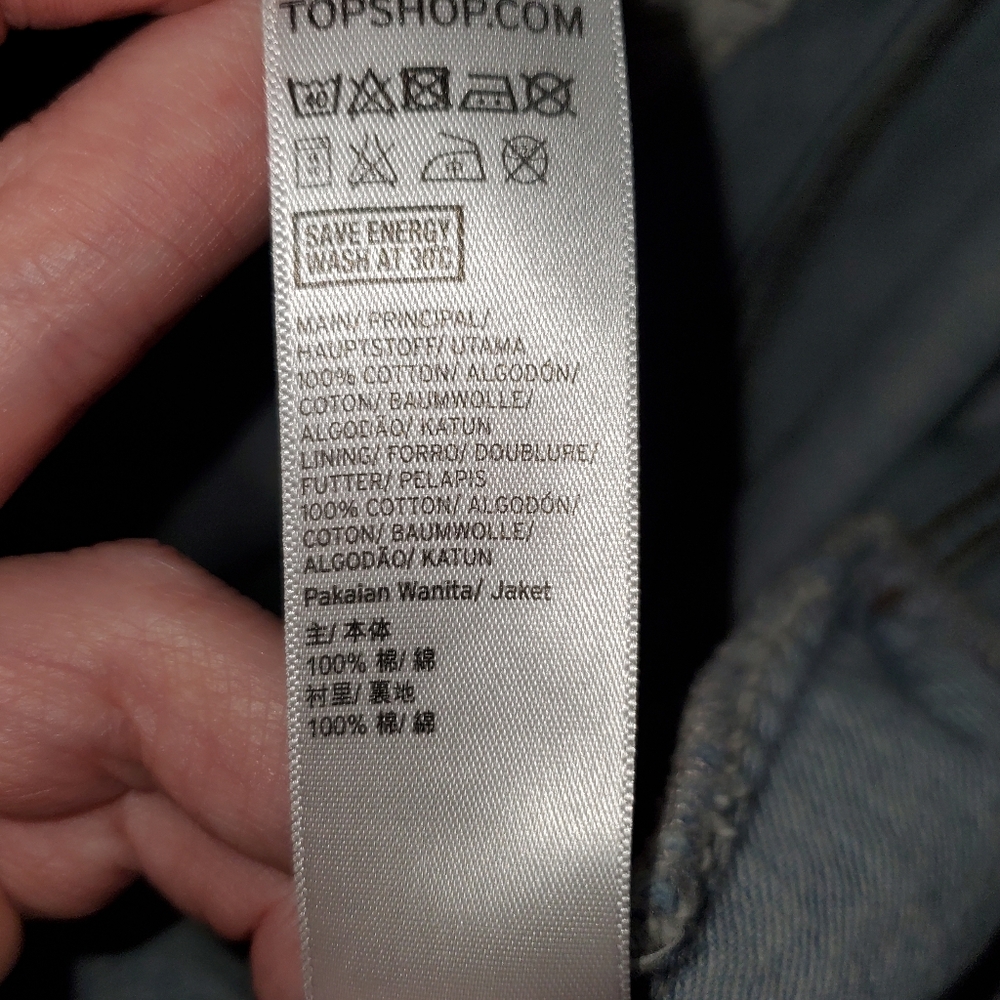 TOPSHOP.COM
40
SAVE ENERGY
WASH AT 30°C
MAIN/ PRINCIPAL/
HAUPTSTOFF/ UTAMA
100% COTTON/ ALGODÓN/
COTON/ BAUMWOLLE/
ALGODÃO/ KATUN
LINING/ FORRO/ DOUBLURE/
FUTTER/ PELAPIS
100% COTTON/ ALGODÓN/
COTON/ BAUMWOLLE/
ALGODÃO/ KATUN
Pakaian Wanita/ Jaket
主/ 本体
100% 棉/ 綿
衬里/ 裏地
100% 棉/ 綿